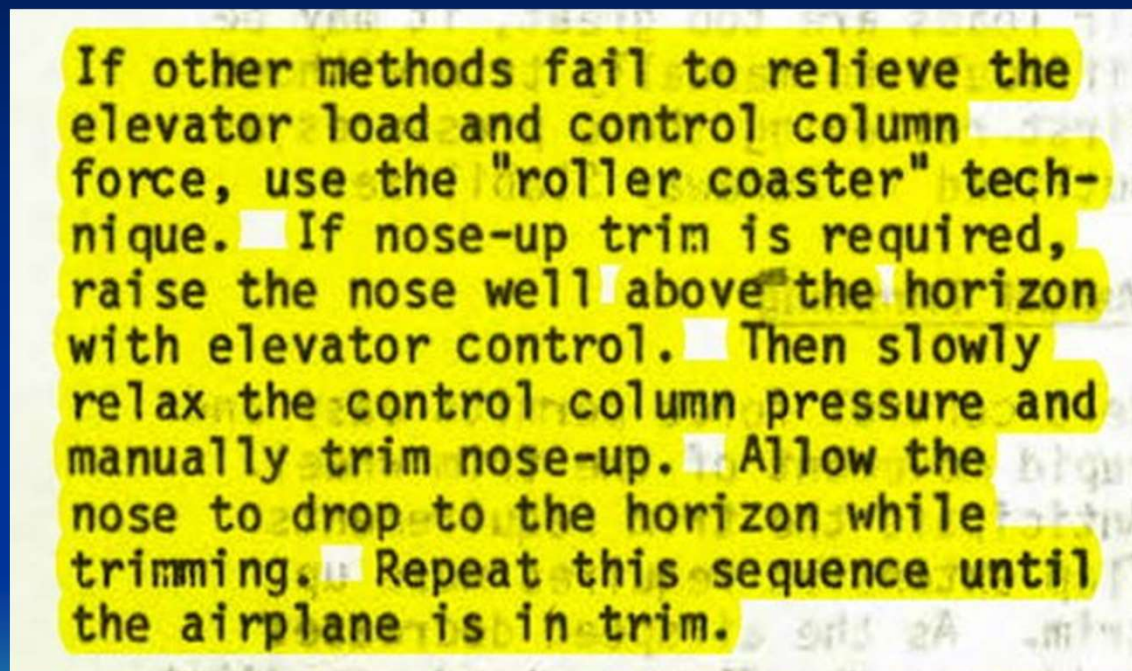 If other methods fail to relieve the
elevator load and control column
force, use the "roller coaster" tech-
nique. If nose-up trim is required,
raise the nose well above the horizon
with elevator control. Then slowly
relax the control column pressure and
manually trim nose-up. Allow the
nose to drop to the horizon while
trimming. Repeat this sequence until
the airplane is in trim.